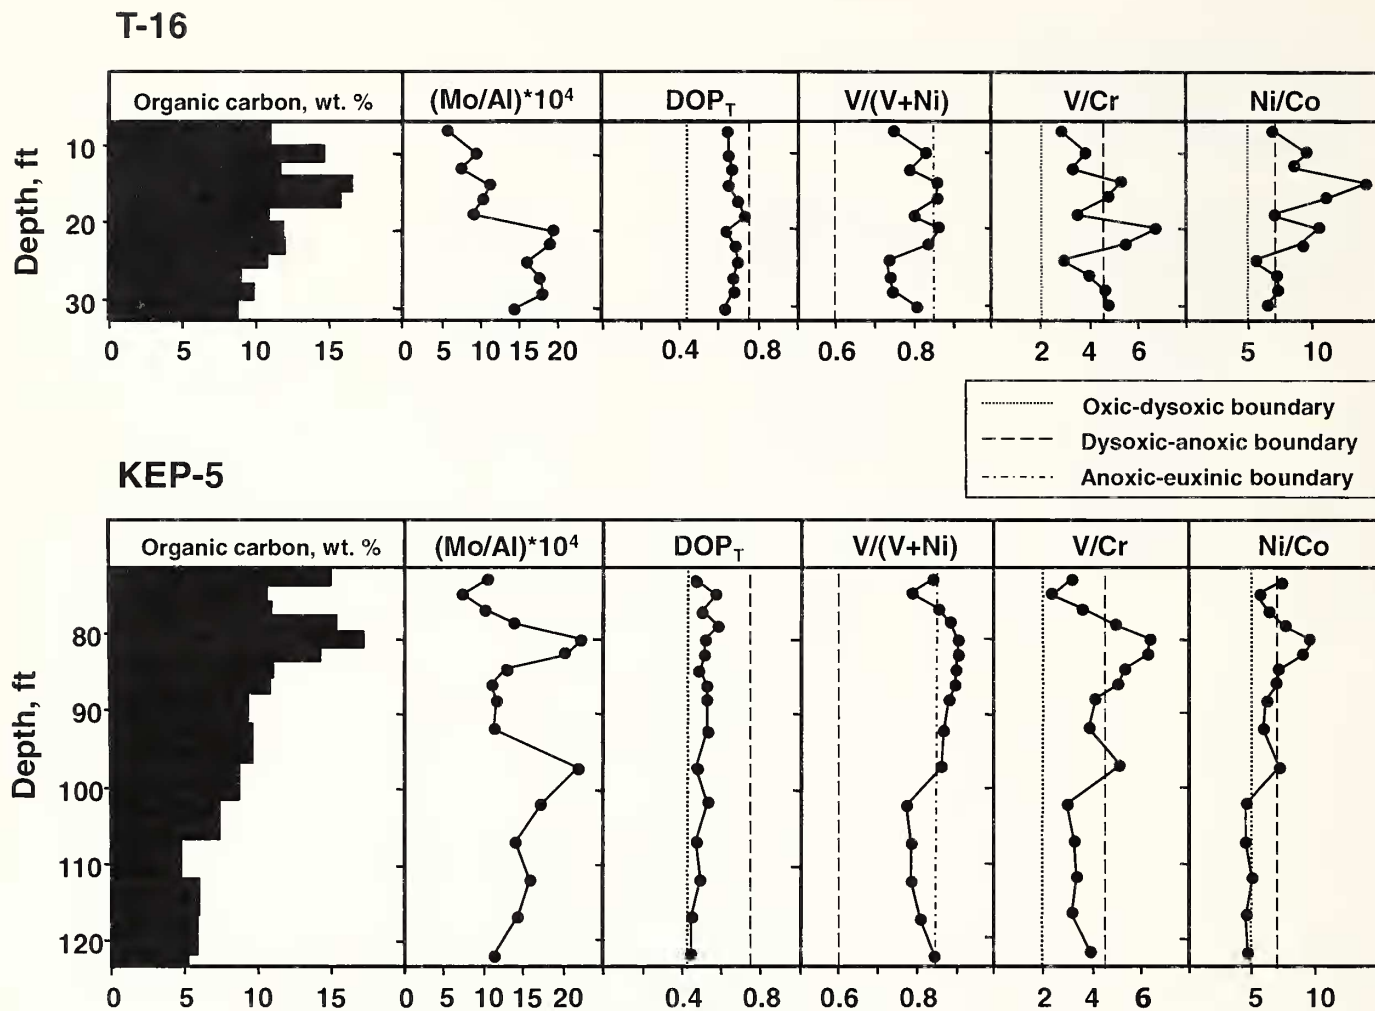 T-16
Organic carbon, wt. % (Mo/Al)*10⁴ DOP_T V/(V+Ni) V/Cr Ni/Co
Depth, ft
10
20
30
0 5 10 15 0 5 10 15 20 0.4 0.8 0.6 0.8 2 4 6 5 10
Oxic-dysoxic boundary
Dysoxic-anoxic boundary
Anoxic-euxinic boundary
KEP-5
Organic carbon, wt. % (Mo/Al)*10⁴ DOP_T V/(V+Ni) V/Cr Ni/Co
Depth, ft
80
90
100
110
120
0 5 10 15 0 5 10 15 20 0.4 0.8 0.6 0.8 2 4 6 5 10